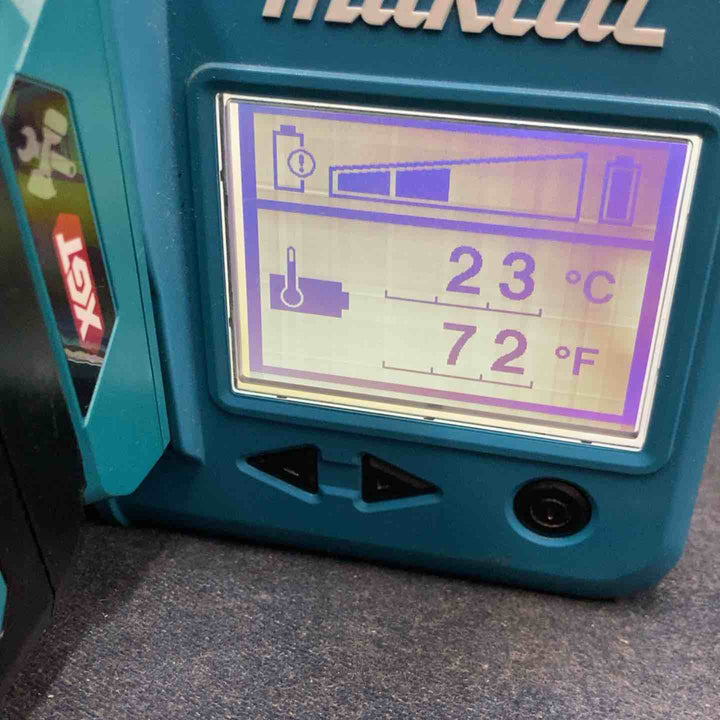 makita
23 °C
72 °F
XGT